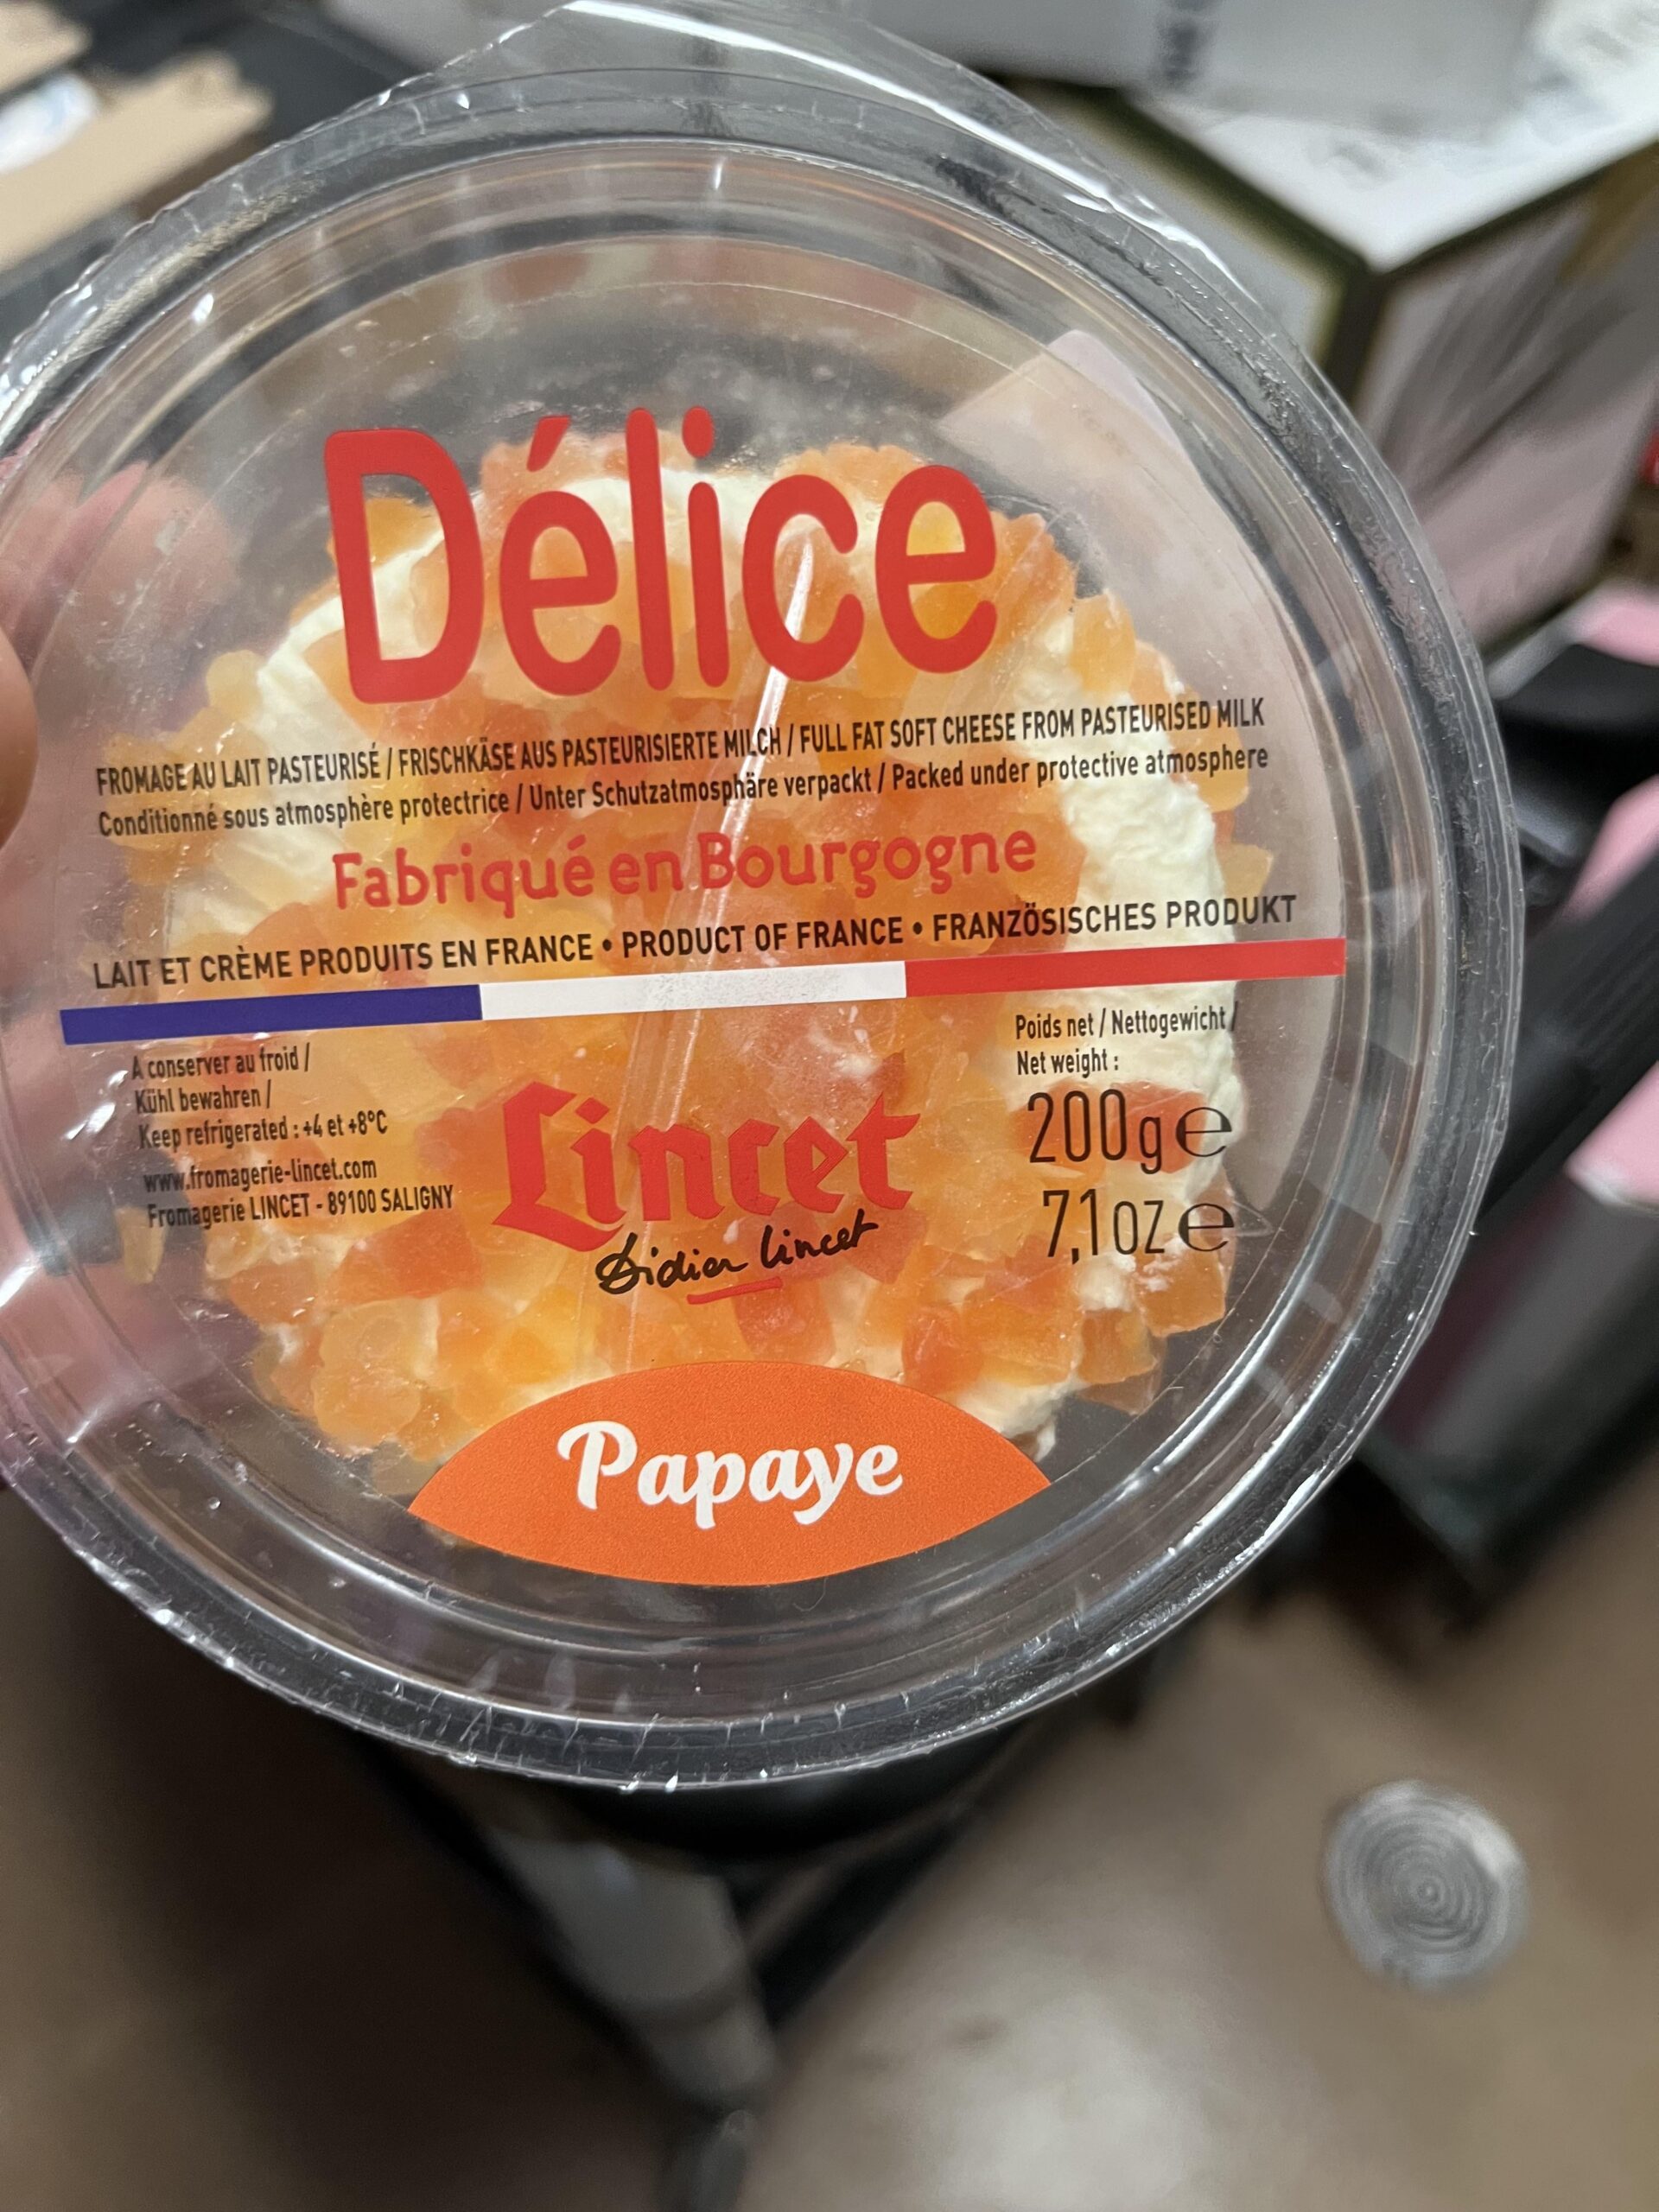 Délice
FROMAGE AU LAIT PASTEURISÉ / FRISCHKÄSE AUS PASTEURISIERTE MILCH / FULL FAT SOFT CHEESE FROM PASTEURISED MILK
Conditionné sous atmosphère protectrice / Unter Schutzatmosphäre verpackt / Packed under protective atmosphere
Fabriqué en Bourgogne
LAIT ET CRÈME PRODUITS EN FRANCE • PRODUCT OF FRANCE • FRANZÖSISCHES PRODUKT
A conserver au froid /
Kühl bewahren /
Keep refrigerated : +4 et +8°C
www.fromagerie-lincet.com
Fromagerie LINCET - 89100 SALIGNY
Lincet
Didier Lincet
Poids net / Nettogewicht /
Net weight :
200g e
7,1oz e
Papaye